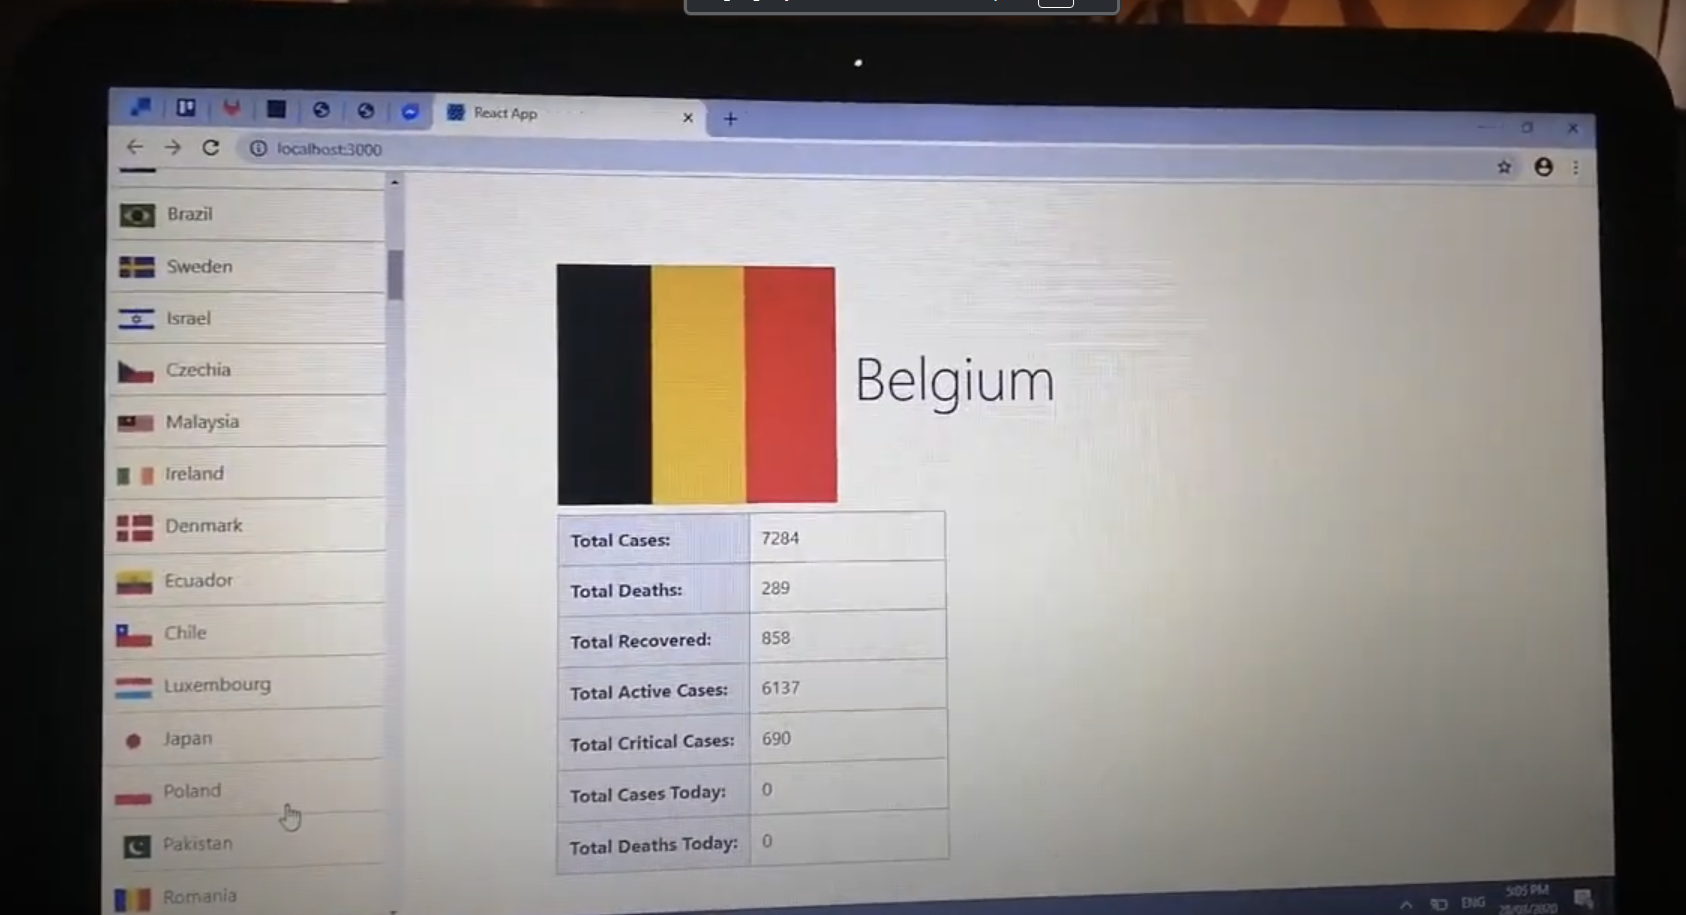 React App
localhost:3000
Brazil
Sweden
Israel
Czechia
Malaysia
Ireland
Denmark
Ecuador
Chile
Luxembourg
Japan
Poland
Pakistan
Romania
Belgium
Total Cases: 7284
Total Deaths: 289
Total Recovered: 858
Total Active Cases: 6137
Total Critical Cases: 690
Total Cases Today: 0
Total Deaths Today: 0
ENG
5:05 PM